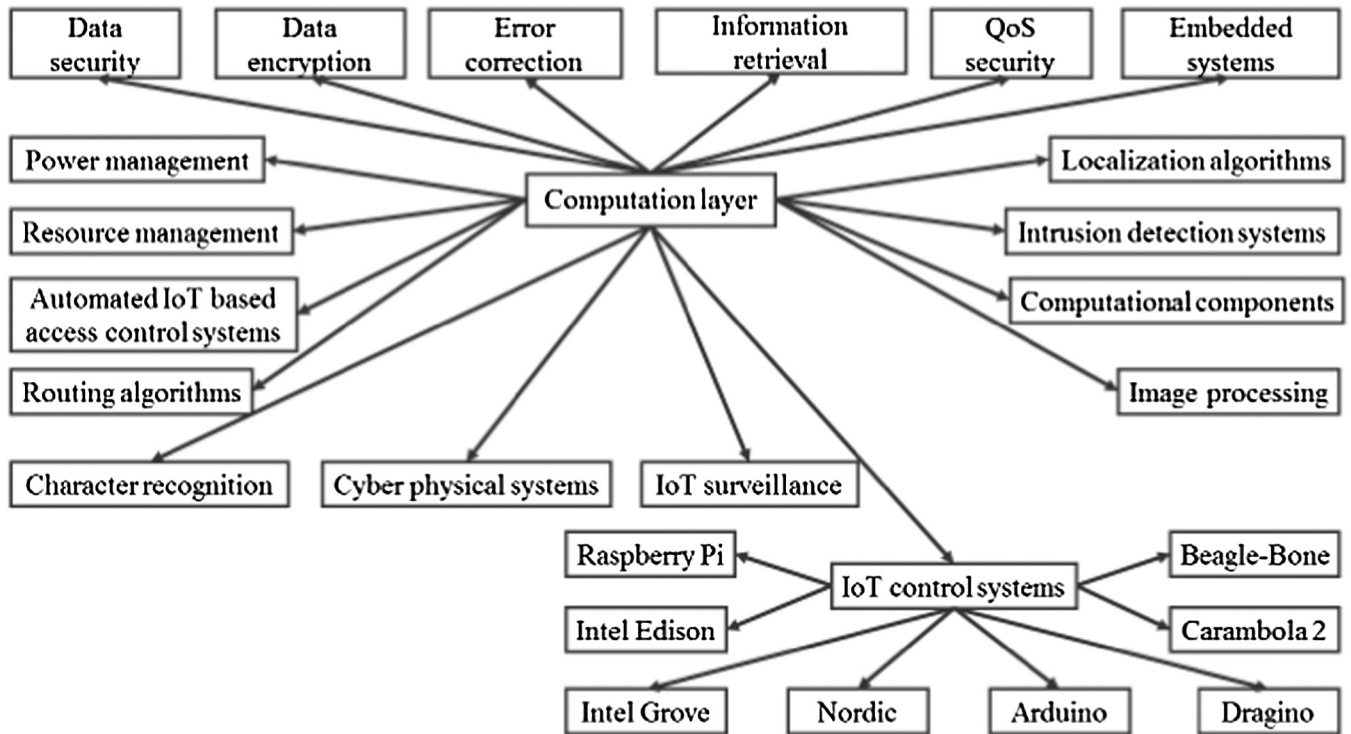 Data
security
Data
encryption
Error
correction
Information
retrieval
QoS
security
Embedded
systems
Power management
Localization algorithms
Computation layer
Resource management
Intrusion detection systems
Automated IoT based
access control systems
Computational components
Routing algorithms
Image processing
Character recognition
Cyber physical systems
IoT surveillance
Raspberry Pi
Beagle-Bone
IoT control systems
Intel Edison
Carambola 2
Intel Grove
Nordic
Arduino
Dragino